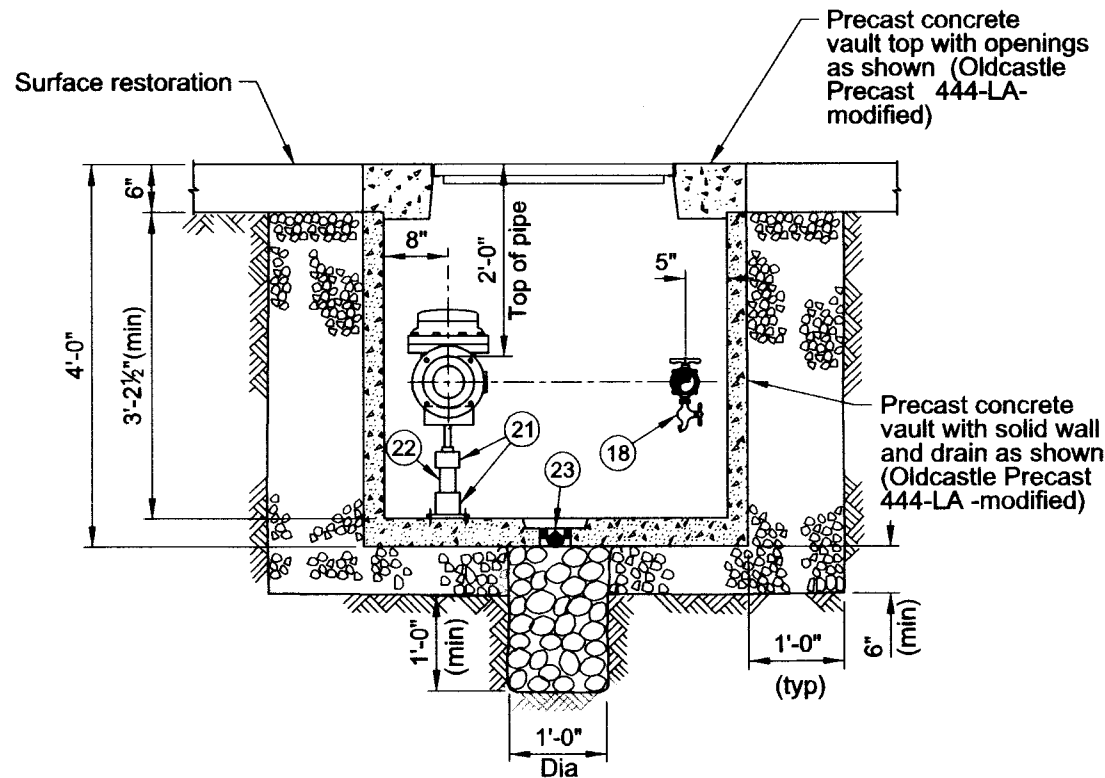 Precast concrete
vault top with openings
as shown (Oldcastle
Precast 444-LA-
modified)
Surface restoration
6"
4'-0"
3'-2½"(min)
8"
2'-0"
Top of pipe
5"
22
21
23
18
Precast concrete
vault with solid wall
and drain as shown
(Oldcastle Precast
444-LA -modified)
1'-0"
(min)
1'-0"
(typ)
6"
(min)
1'-0"
Dia